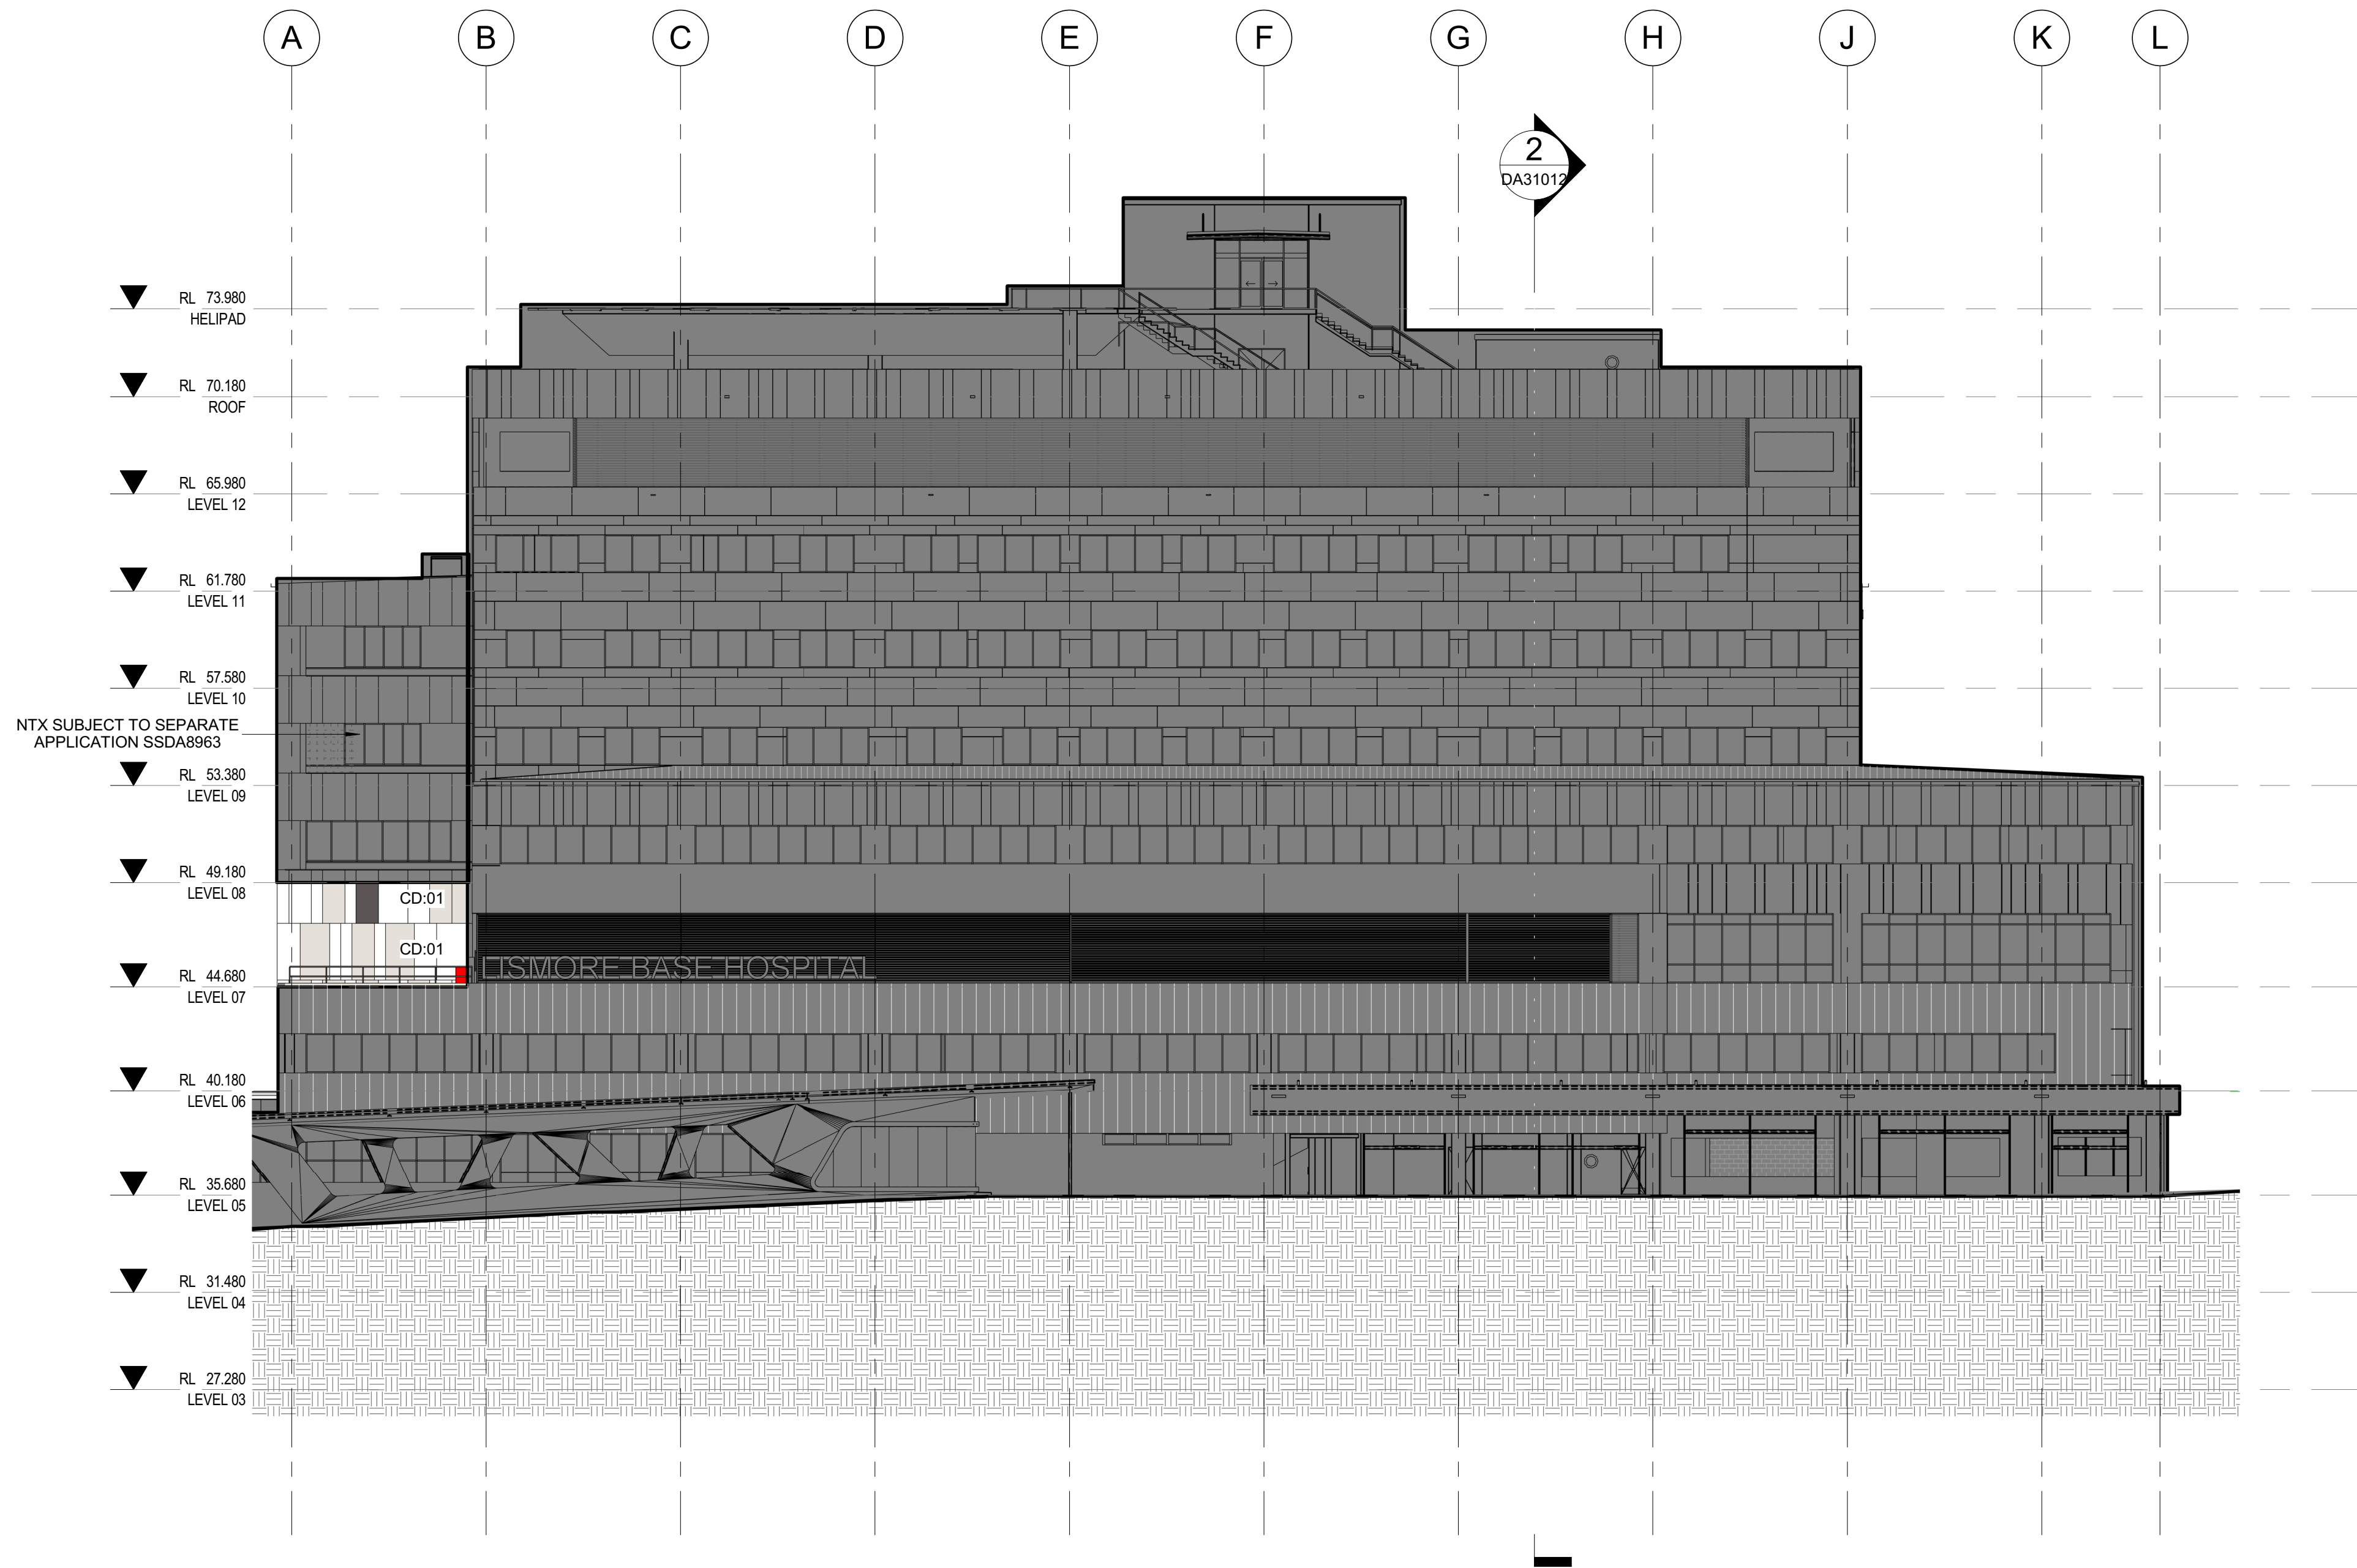 A B C D E F G H J K L
2
DA31012
RL 73.980
HELIPAD
RL 70.180
ROOF
RL 65.980
LEVEL 12
RL 61.780
LEVEL 11
RL 57.580
LEVEL 10
NTX SUBJECT TO SEPARATE
APPLICATION SSDA8963
RL 53.380
LEVEL 09
RL 49.180
LEVEL 08
CD:01
CD:01
LISMORE BASE HOSPITAL
RL 44.680
LEVEL 07
RL 40.180
LEVEL 06
RL 35.680
LEVEL 05
RL 31.480
LEVEL 04
RL 27.280
LEVEL 03